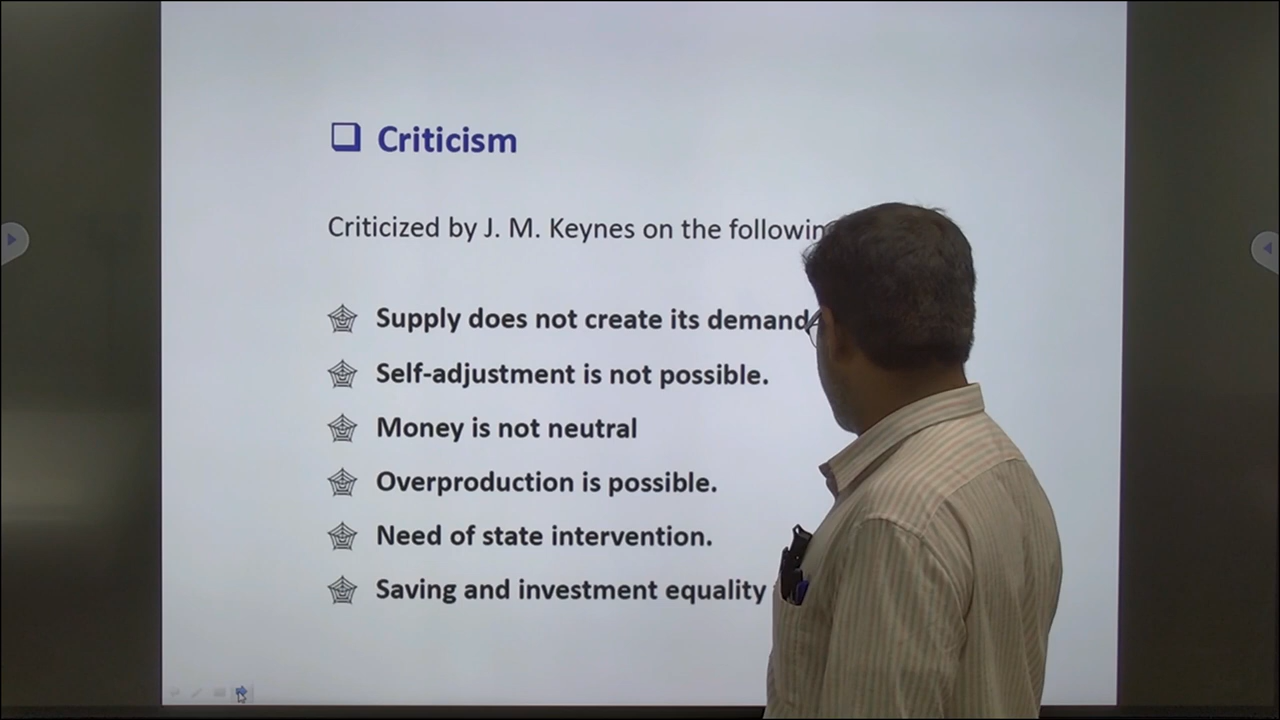 Criticism
Criticized by J. M. Keynes on the
Supply does not create its demand
Self-adjustment is not possible.
Money is not neutral
Overproduction is possible.
Need of state intervention.
Saving and investment equality